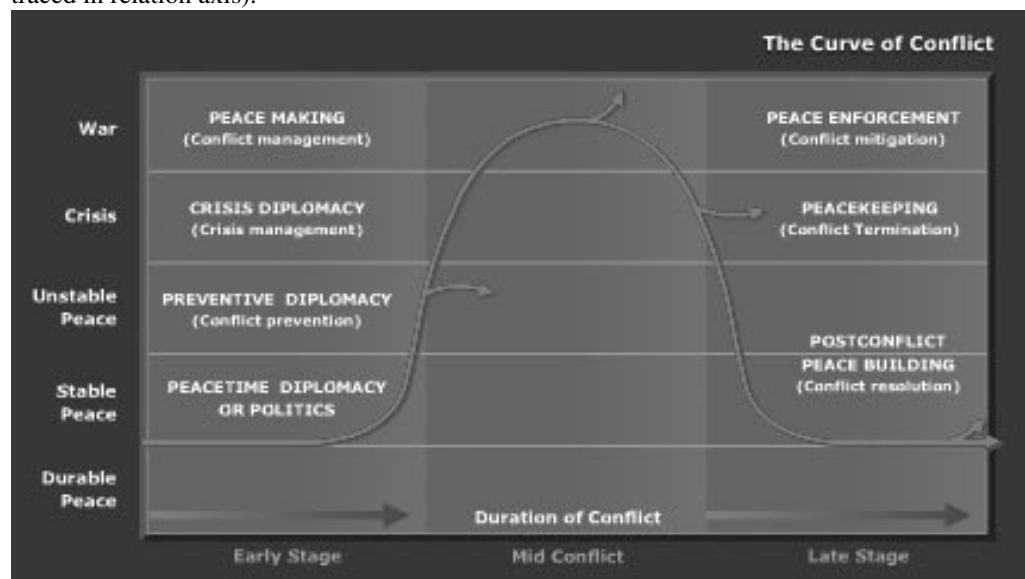 traced in relation axis).
The Curve of Conflict
War
PEACE MAKING
(Conflict management)
PEACE ENFORCEMENT
(Conflict mitigation)
Crisis
CRISIS DIPLOMACY
(Crisis management)
PEACEKEEPING
(Conflict Termination)
Unstable
Peace
PREVENTIVE DIPLOMACY
(Conflict prevention)
POSTCONFLICT
PEACE BUILDING
(Conflict resolution)
Stable
Peace
PEACETIME DIPLOMACY
OR POLITICS
Durable
Peace
Duration of Conflict
Early Stage
Mid Conflict
Late Stage